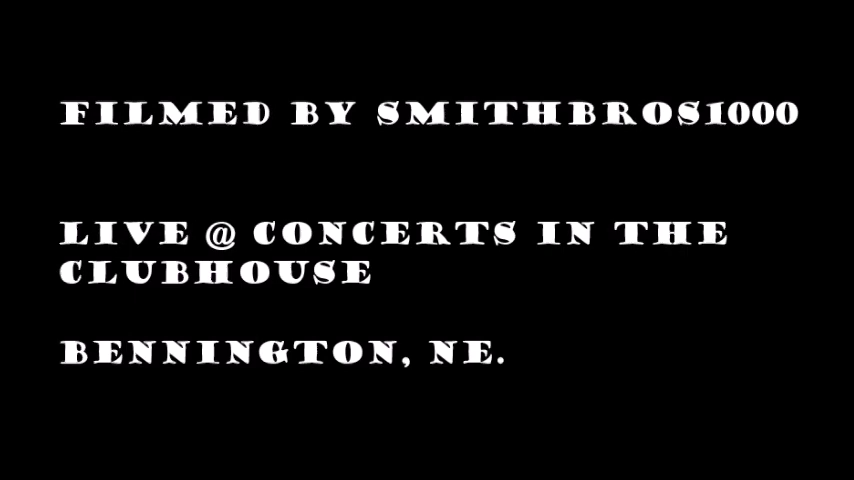 FILMED BY SMITHBROS1000
LIVE @ CONCERTS IN THE
CLUBHOUSE
BENNINGTON, NE.